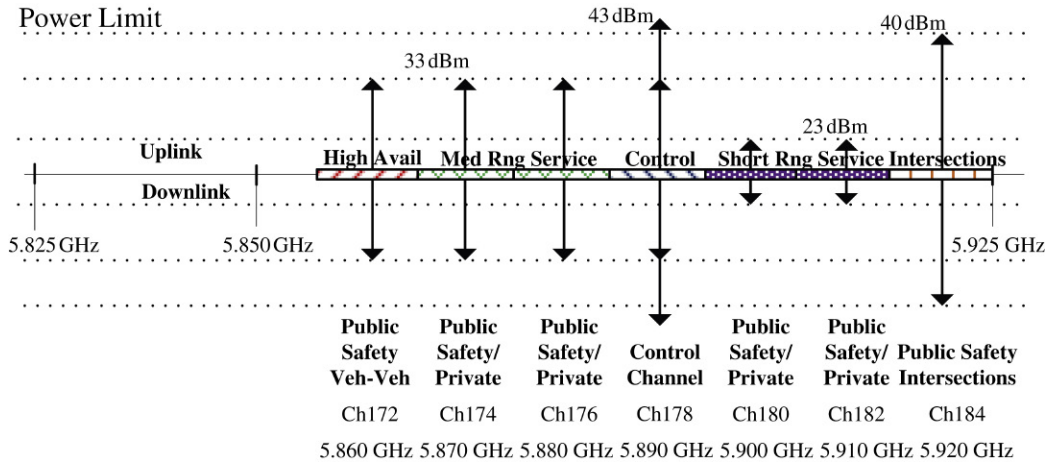 Power Limit
43 dBm
40 dBm
33 dBm
23 dBm
Uplink
High Avail Med Rng Service Control Short Rng Service Intersections
Downlink
5.825 GHz 5.850 GHz 5.925 GHz
Public Public Public Public Public
Safety Safety/ Safety/ Control Safety/ Safety/ Public Safety
Veh-Veh Private Private Channel Private Private Intersections
Ch172 Ch174 Ch176 Ch178 Ch180 Ch182 Ch184
5.860 GHz 5.870 GHz 5.880 GHz 5.890 GHz 5.900 GHz 5.910 GHz 5.920 GHz